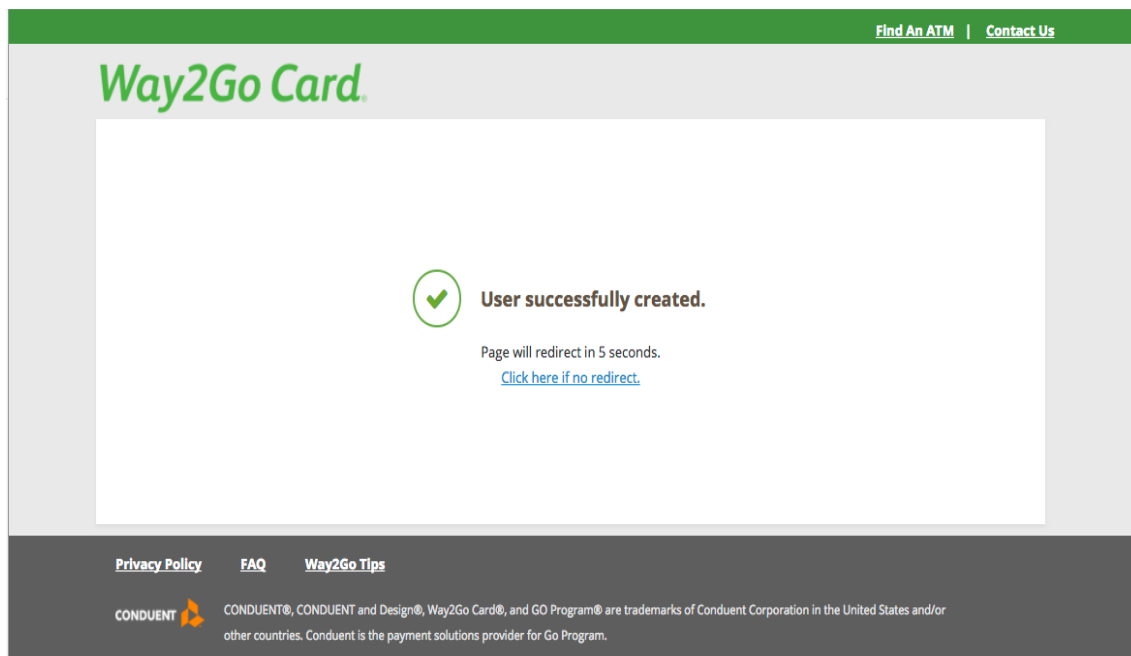 Find An ATM | Contact Us
Way2Go Card®
User successfully created.
Page will redirect in 5 seconds.
Click here if no redirect.
Privacy Policy FAQ Way2Go Tips
CONDUENT
CONDUENT®, CONDUENT and Design®, Way2Go Card®, and GO Program® are trademarks of Conduent Corporation in the United States and/or
other countries. Conduent is the payment solutions provider for Go Program.